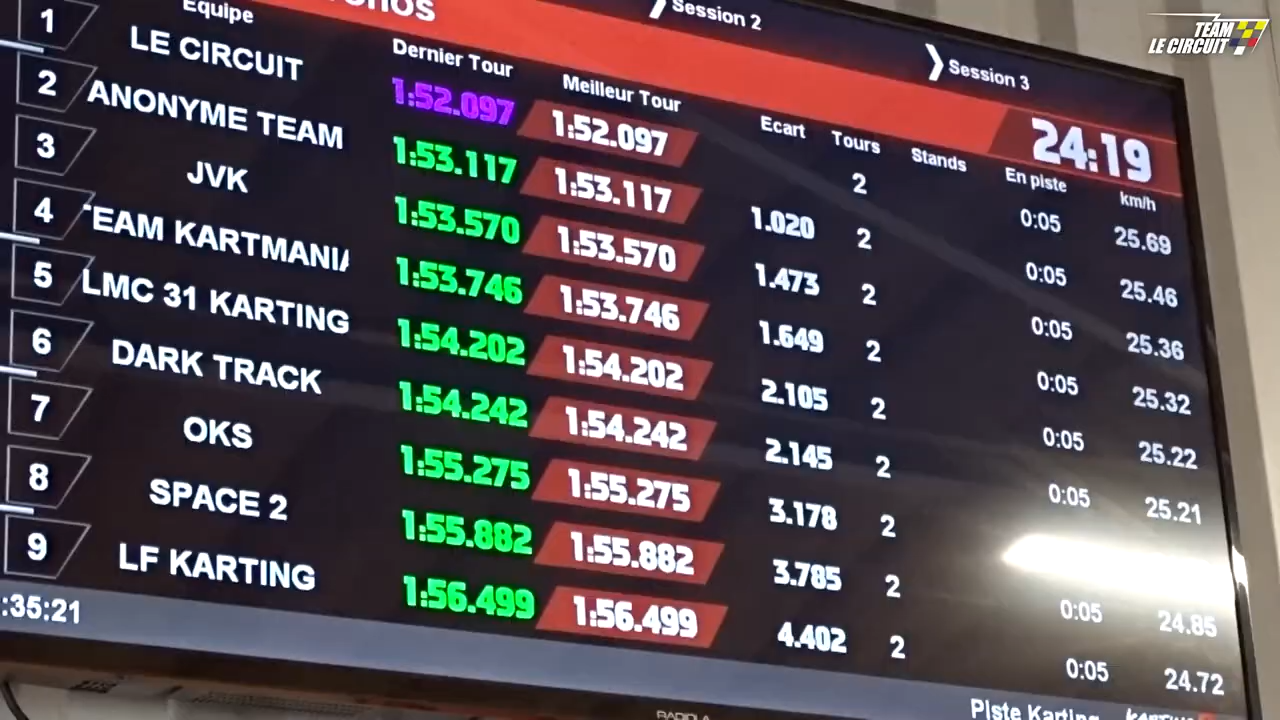 TEAM
LE CIRCUIT
Session 2
Session 3
24:19
Equipe Dernier Tour Meilleur Tour Ecart Tours Stands En piste km/h
1 LE CIRCUIT 1:52.097 1:52.097 2 0:05 25.69
2 ANONYME TEAM 1:53.117 1:53.117 1.020 2 0:05 25.46
3 JVK 1:53.570 1:53.570 1.473 2 0:05 25.36
4 TEAM KARTMANIA 1:53.746 1:53.746 1.649 2 0:05 25.32
5 LMC 31 KARTING 1:54.202 1:54.202 2.105 2 0:05 25.22
6 DARK TRACK 1:54.242 1:54.242 2.145 2 0:05 25.21
7 OKS 1:55.275 1:55.275 3.178 2
8 SPACE 2 1:55.882 1:55.882 3.785 2 0:05 24.85
9 LF KARTING 1:56.499 1:56.499 4.402 2 0:05 24.72
:35:21
Piste Karting